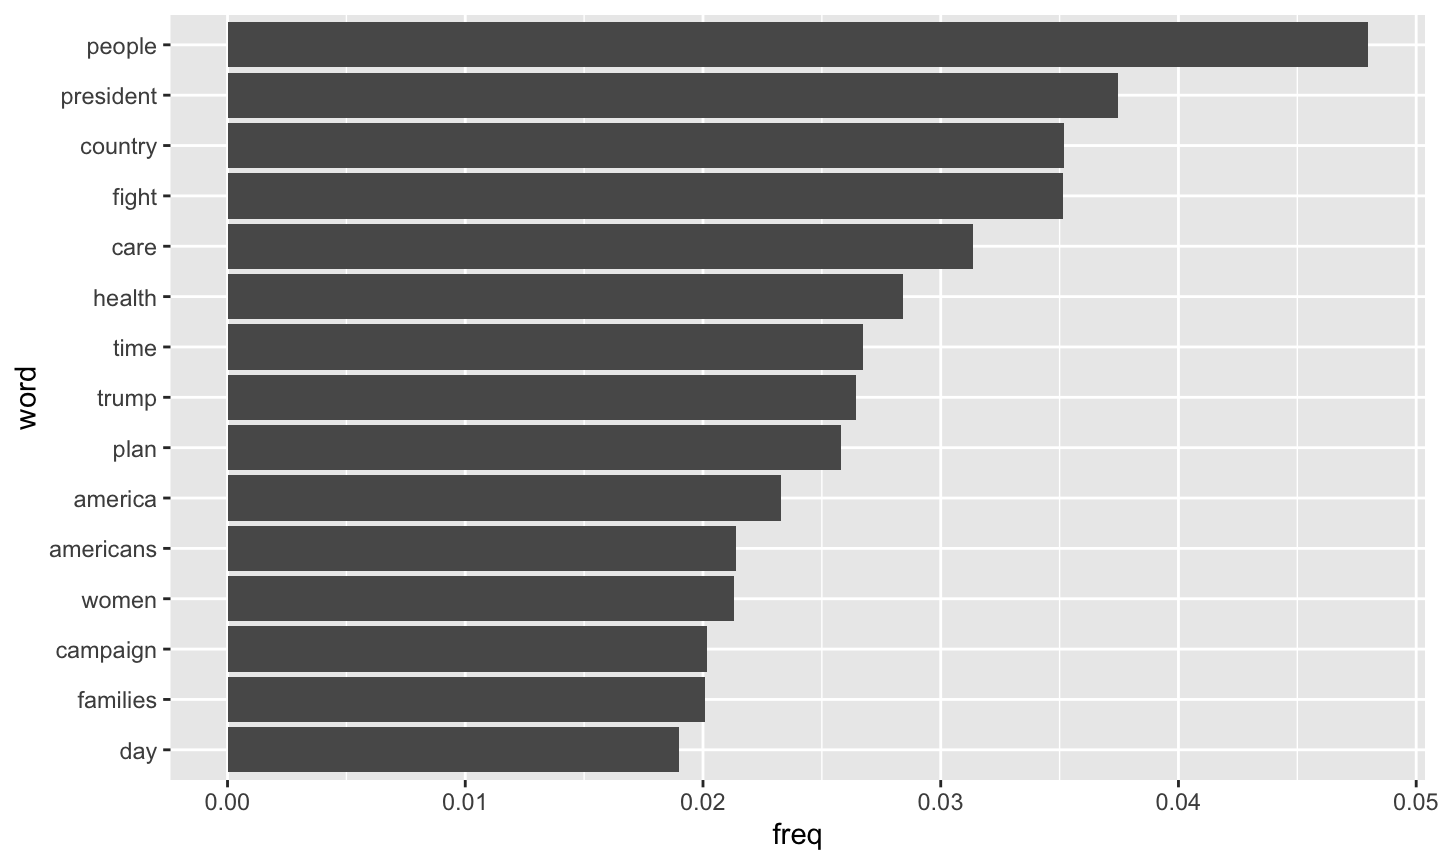 people
president
country
fight
care
health
time
trump
plan
america
americans
women
campaign
families
day
word
0.00 0.01 0.02 0.03 0.04 0.05
freq